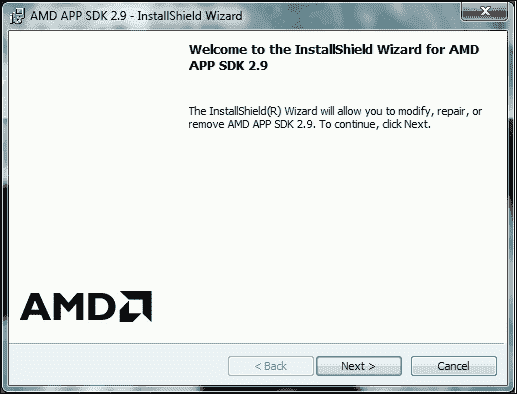 AMD APP SDK 2.9 - InstallShield Wizard
Welcome to the InstallShield Wizard for AMD
APP SDK 2.9
The InstallShield(R) Wizard will allow you to modify, repair, or
remove AMD APP SDK 2.9. To continue, click Next.
AMD
< Back Next > Cancel